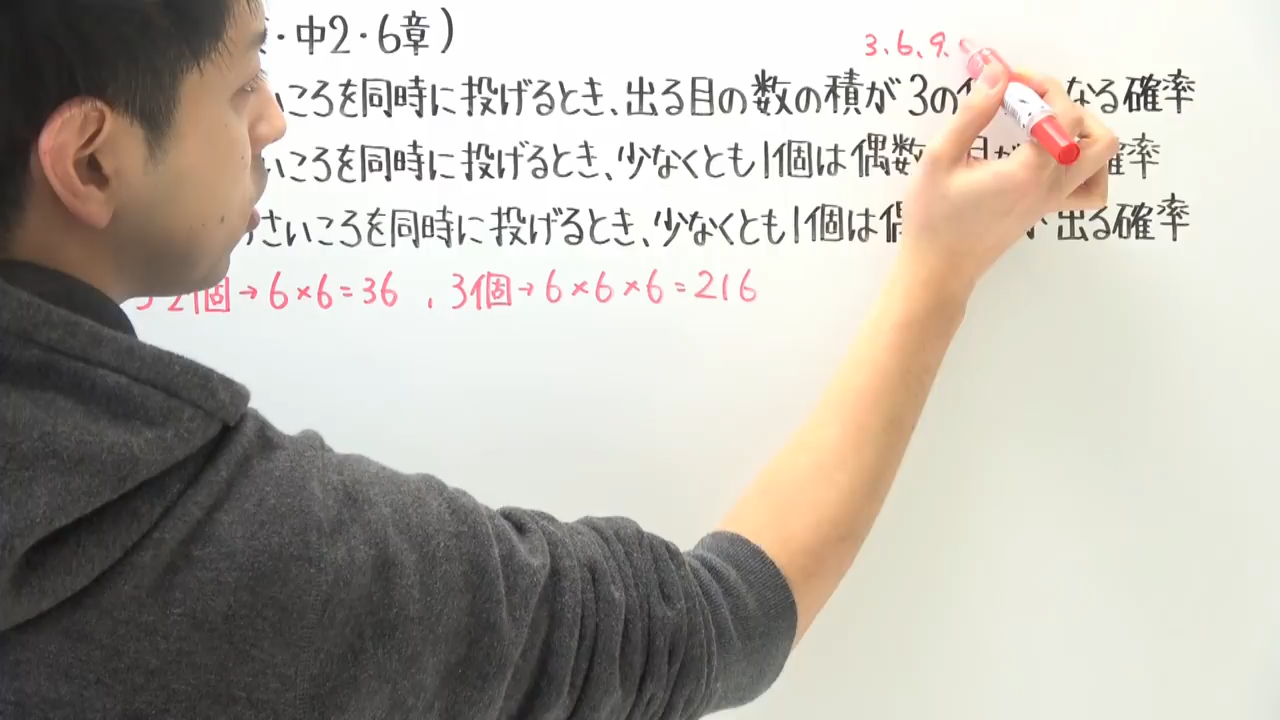 3.6.9.
・中2・6章)
いころを同時に投げるとき、出る目の数の積が3の なる確率
いころを同時に投げるとき、少なくとも1個は偶数 目が 確率
さいころを同時に投げるとき、少なくとも1個は 出る確率
2個→6×6=36 , 3個→6×6×6=216